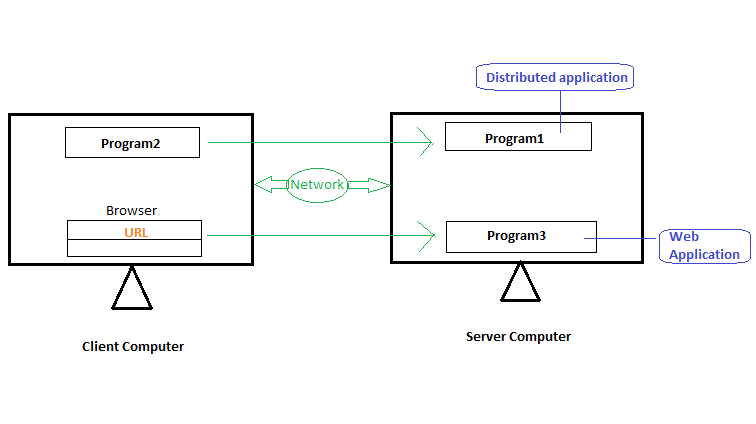 Distributed application
Program2
Program1
Network
Browser
URL
Program3
Web
Application
Client Computer
Server Computer